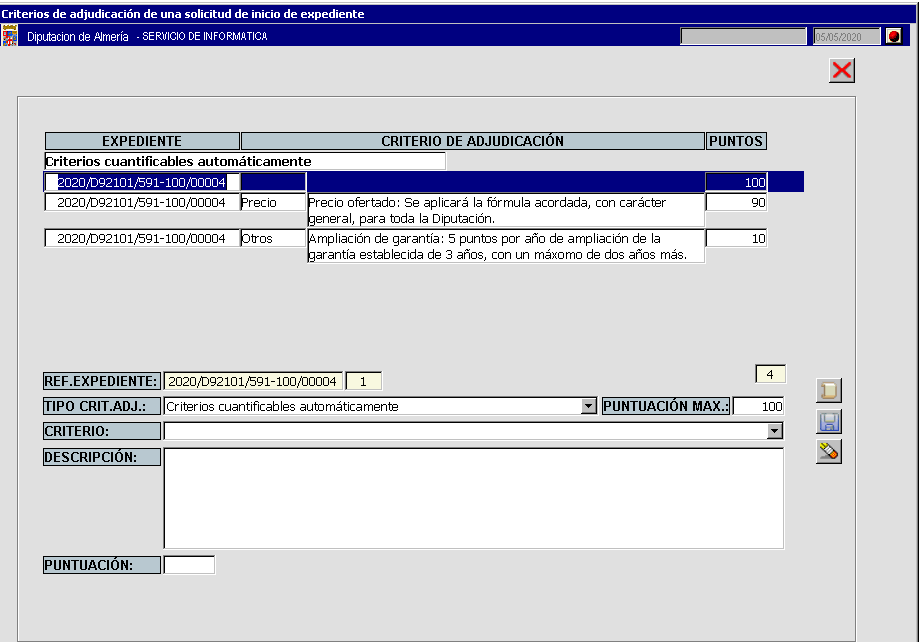 Criterios de adjudicación de una solicitud de inicio de expediente
Diputacion de Almería - SERVICIO DE INFORMATICA
05/05/2020
EXPEDIENTE CRITERIO DE ADJUDICACIÓN PUNTOS
Criterios cuantificables automáticamente
2020/D92101/591-100/00004 100
2020/D92101/591-100/00004 Precio Precio ofertado: Se aplicará la fórmula acordada, con carácter 90
general, para toda la Diputación.
2020/D92101/591-100/00004 Otros Ampliación de garantía: 5 puntos por año de ampliación de la 10
garantía establecida de 3 años, con un máxomo de dos años más.
REF.EXPEDIENTE: 2020/D92101/591-100/00004 1 4
TIPO CRIT.ADJ.: Criterios cuantificables automáticamente PUNTUACIÓN MAX.: 100
CRITERIO:
DESCRIPCIÓN:
PUNTUACIÓN: